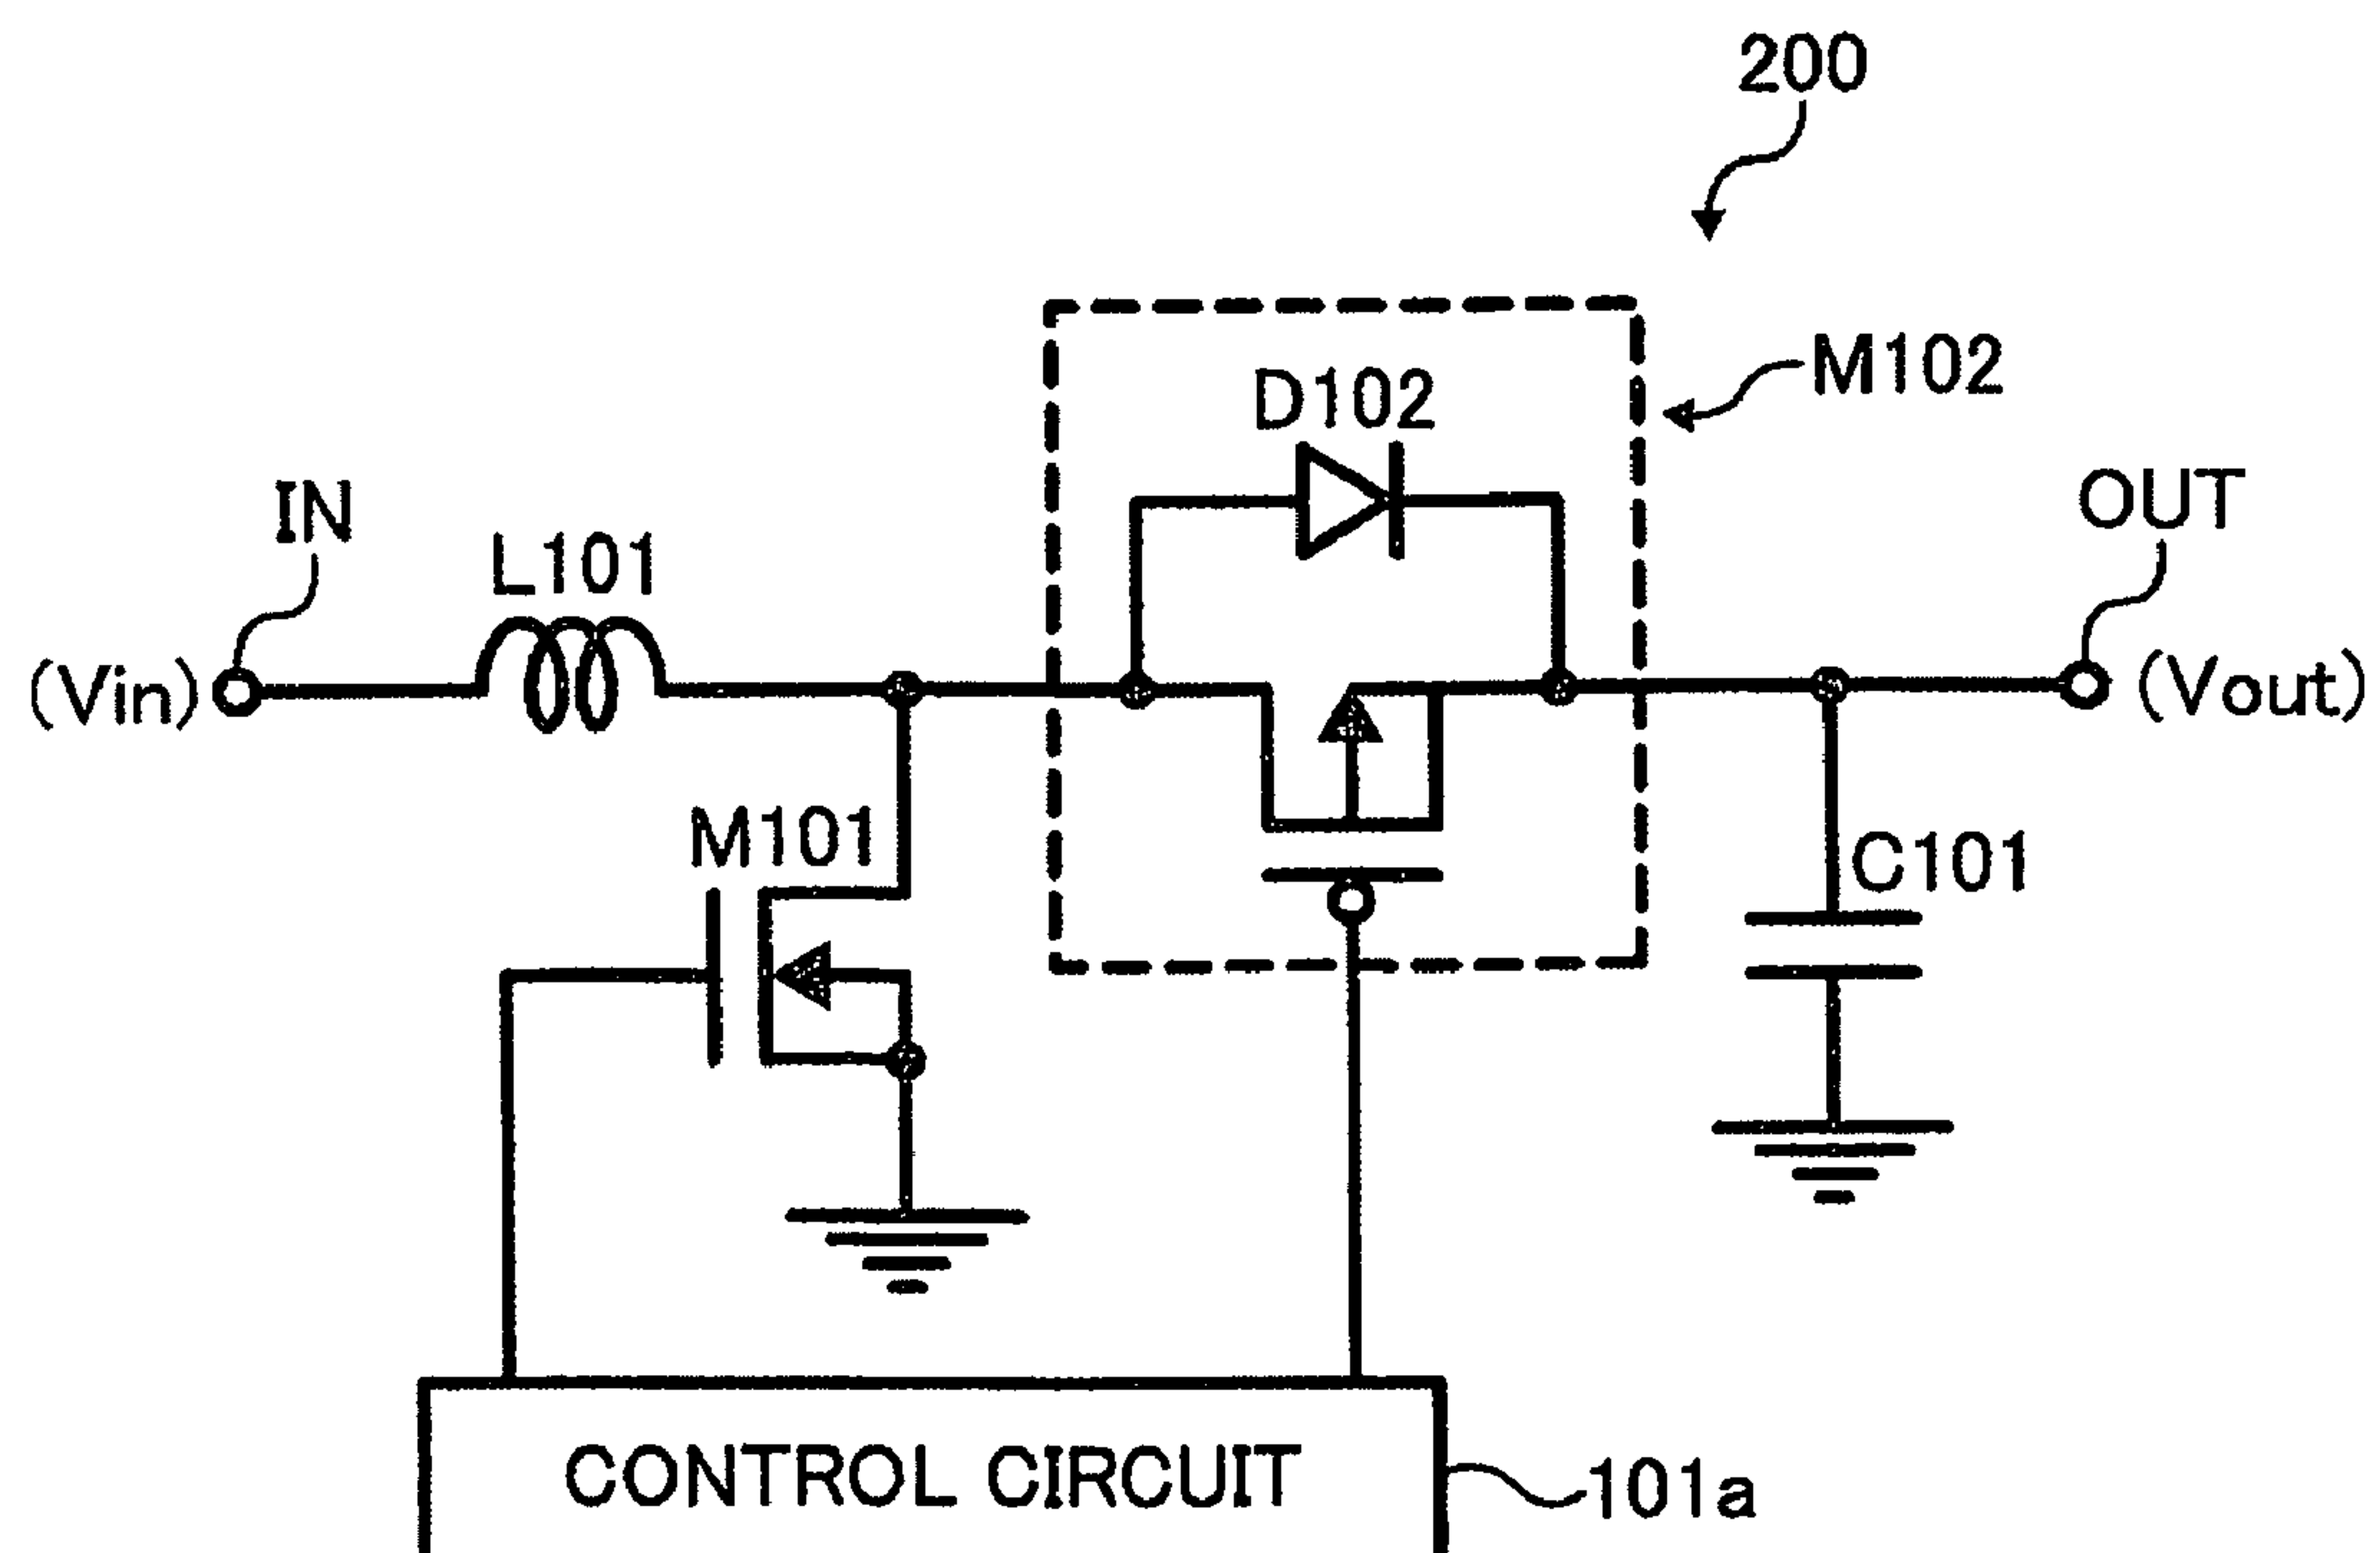 200
M102
D102
IN
OUT
L101
(Vin)
(Vout)
M101
C101
CONTROL CIRCUIT
101a